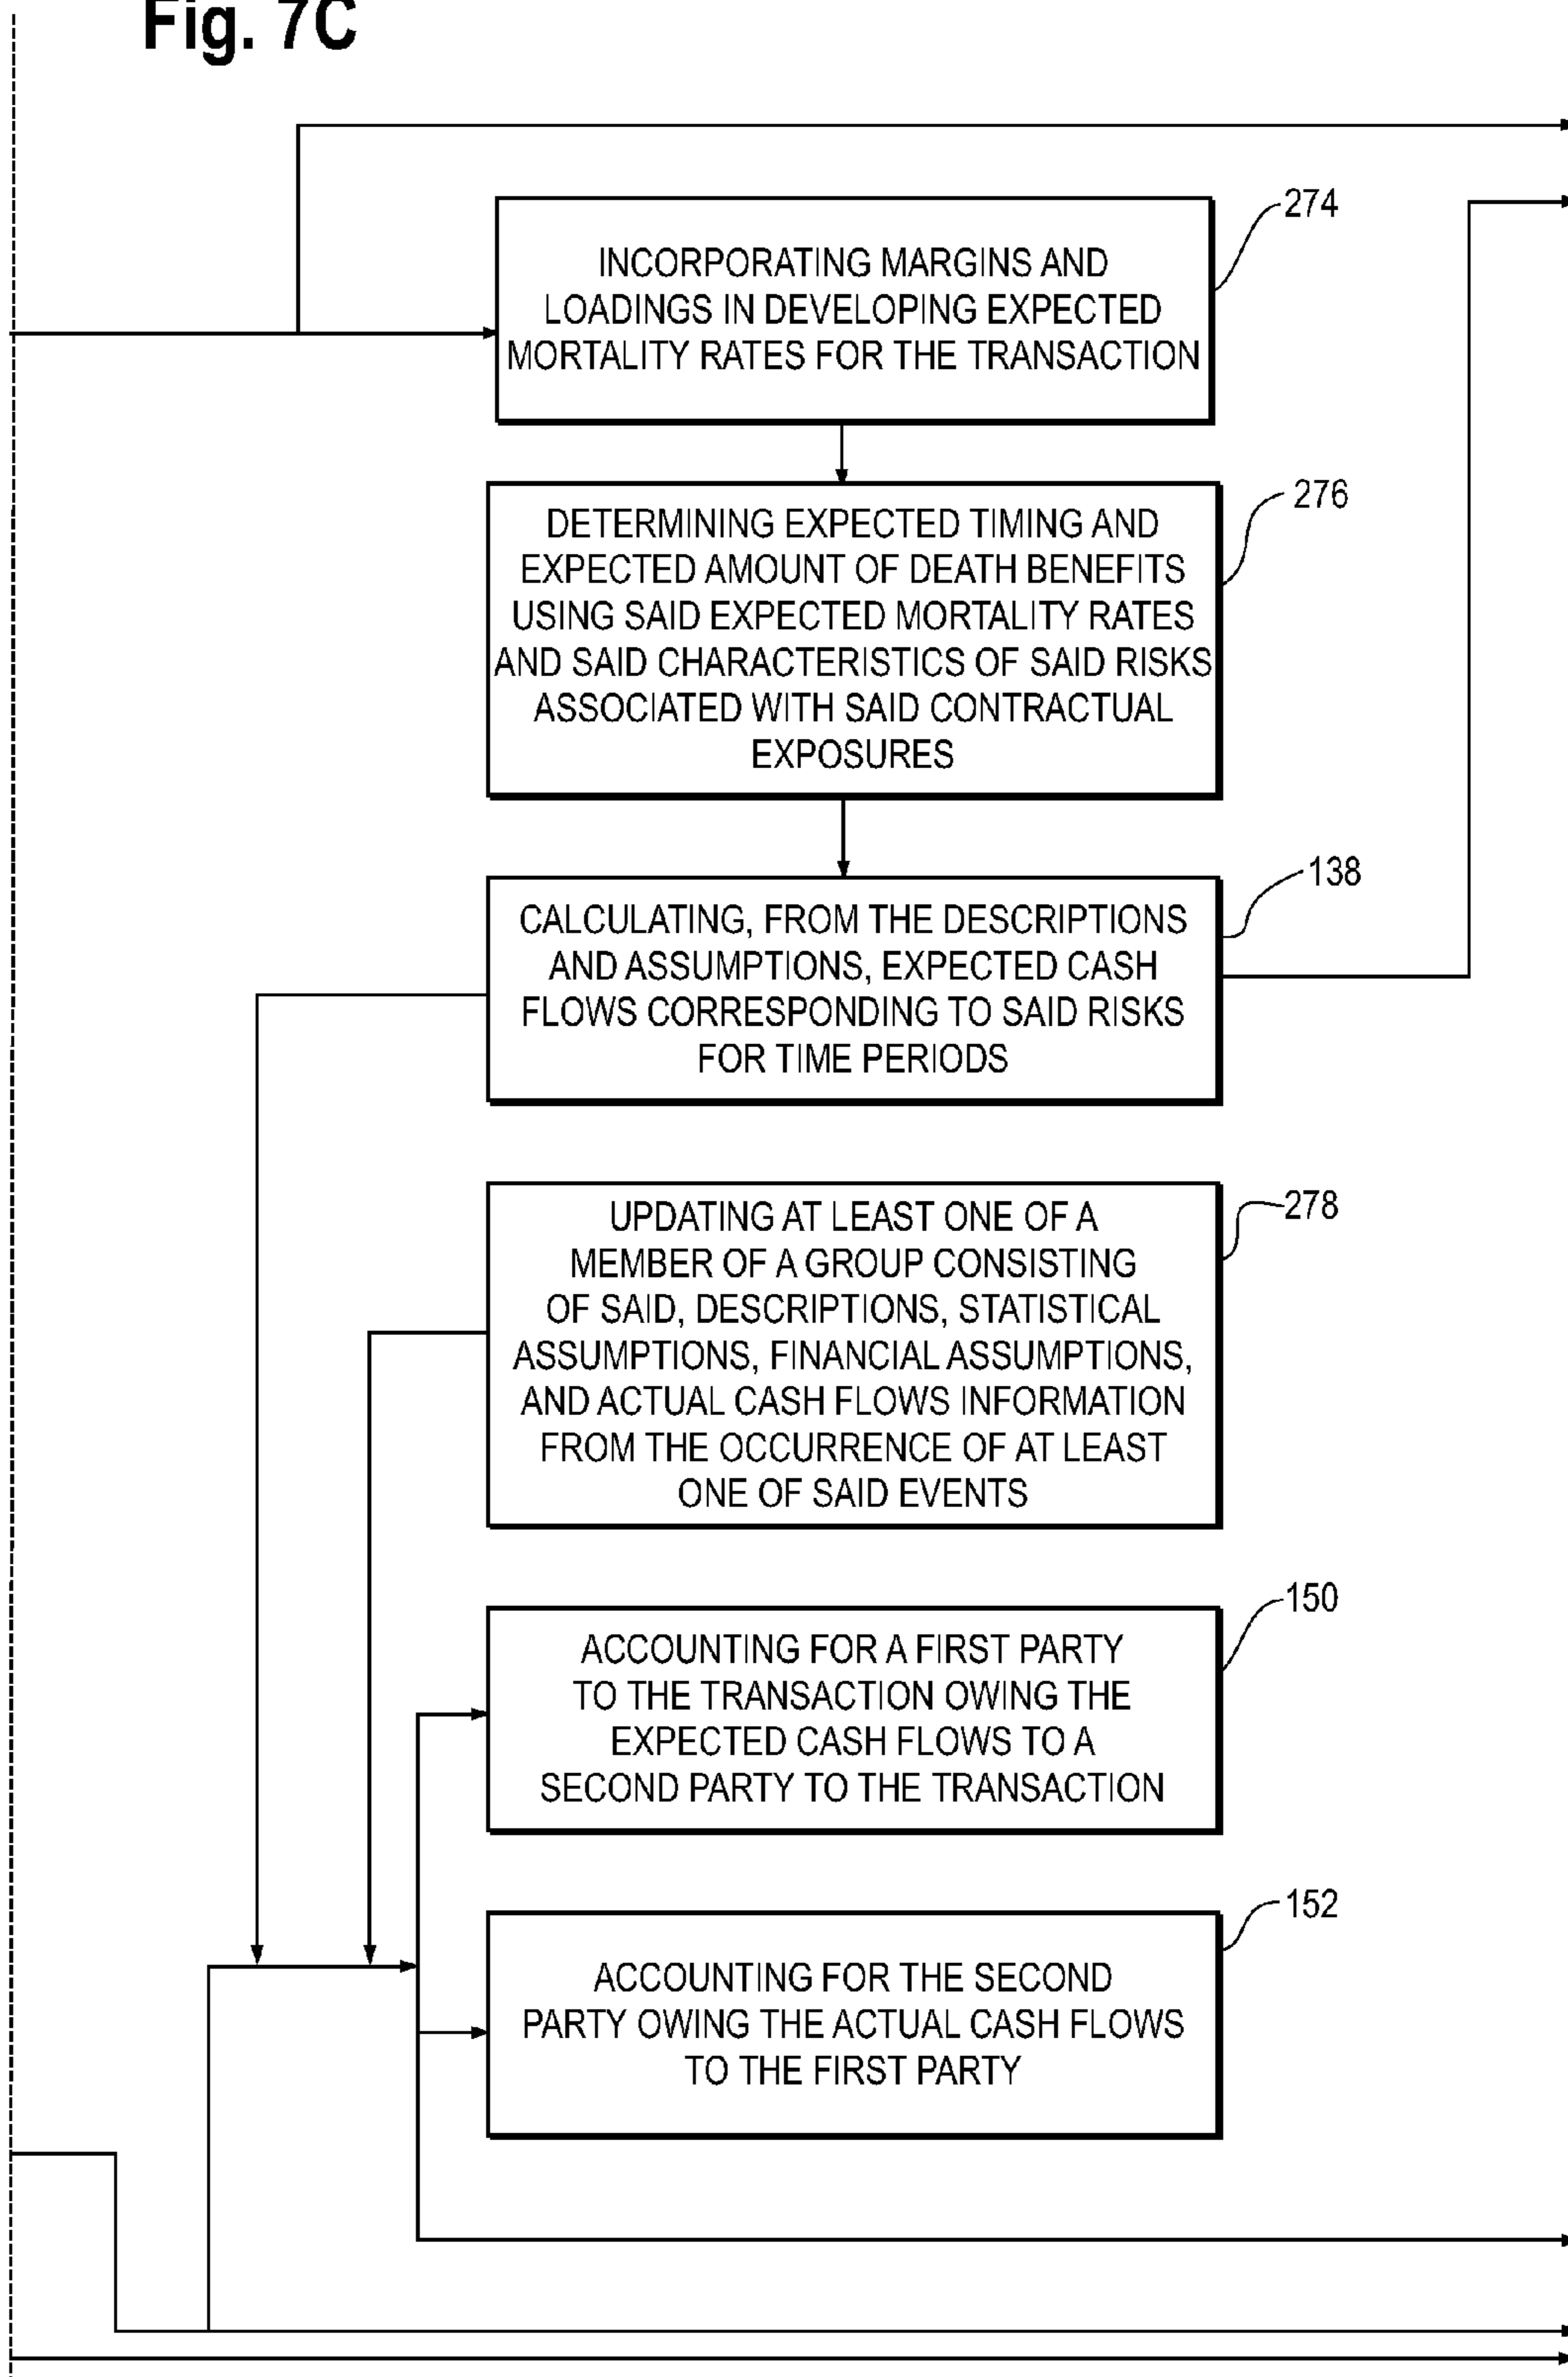 Fig. 7C
274
INCORPORATING MARGINS AND
LOADINGS IN DEVELOPING EXPECTED
MORTALITY RATES FOR THE TRANSACTION
276
DETERMINING EXPECTED TIMING AND
EXPECTED AMOUNT OF DEATH BENEFITS
USING SAID EXPECTED MORTALITY RATES
AND SAID CHARACTERISTICS OF SAID RISKS
ASSOCIATED WITH SAID CONTRACTUAL
EXPOSURES
138
CALCULATING, FROM THE DESCRIPTIONS
AND ASSUMPTIONS, EXPECTED CASH
FLOWS CORRESPONDING TO SAID RISKS
FOR TIME PERIODS
278
UPDATING AT LEAST ONE OF A
MEMBER OF A GROUP CONSISTING
OF SAID, DESCRIPTIONS, STATISTICAL
ASSUMPTIONS, FINANCIAL ASSUMPTIONS,
AND ACTUAL CASH FLOWS INFORMATION
FROM THE OCCURRENCE OF AT LEAST
ONE OF SAID EVENTS
150
ACCOUNTING FOR A FIRST PARTY
TO THE TRANSACTION OWING THE
EXPECTED CASH FLOWS TO A
SECOND PARTY TO THE TRANSACTION
152
ACCOUNTING FOR THE SECOND
PARTY OWING THE ACTUAL CASH FLOWS
TO THE FIRST PARTY